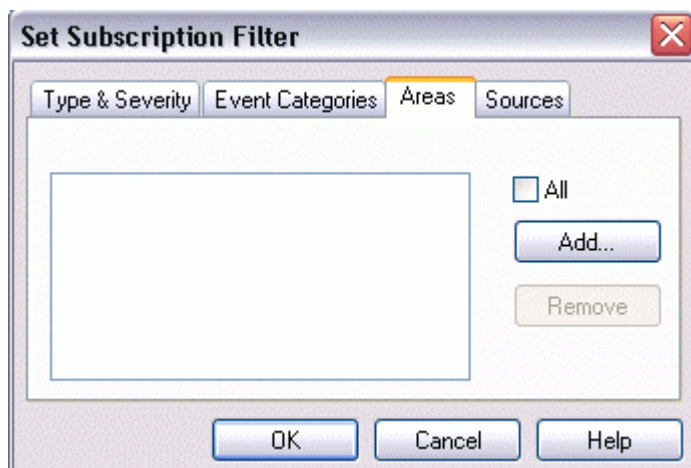 Set Subscription Filter
Type & Severity Event Categories Areas Sources
All
Add...
Remove
OK Cancel Help